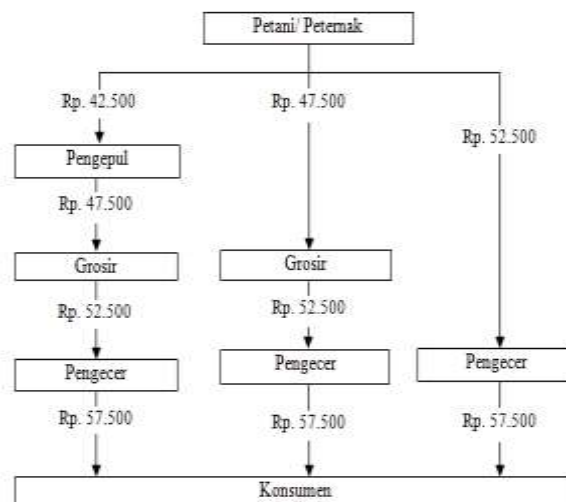 Petani/ Peternak
Rp. 42.500
Rp. 47.500
Rp. 52.500
Pengepul
Rp. 47.500
Grosir
Grosir
Rp. 52.500
Rp. 52.500
Pengecer
Pengecer
Pengecer
Rp. 57.500
Rp. 57.500
Rp. 57.500
Konsumen